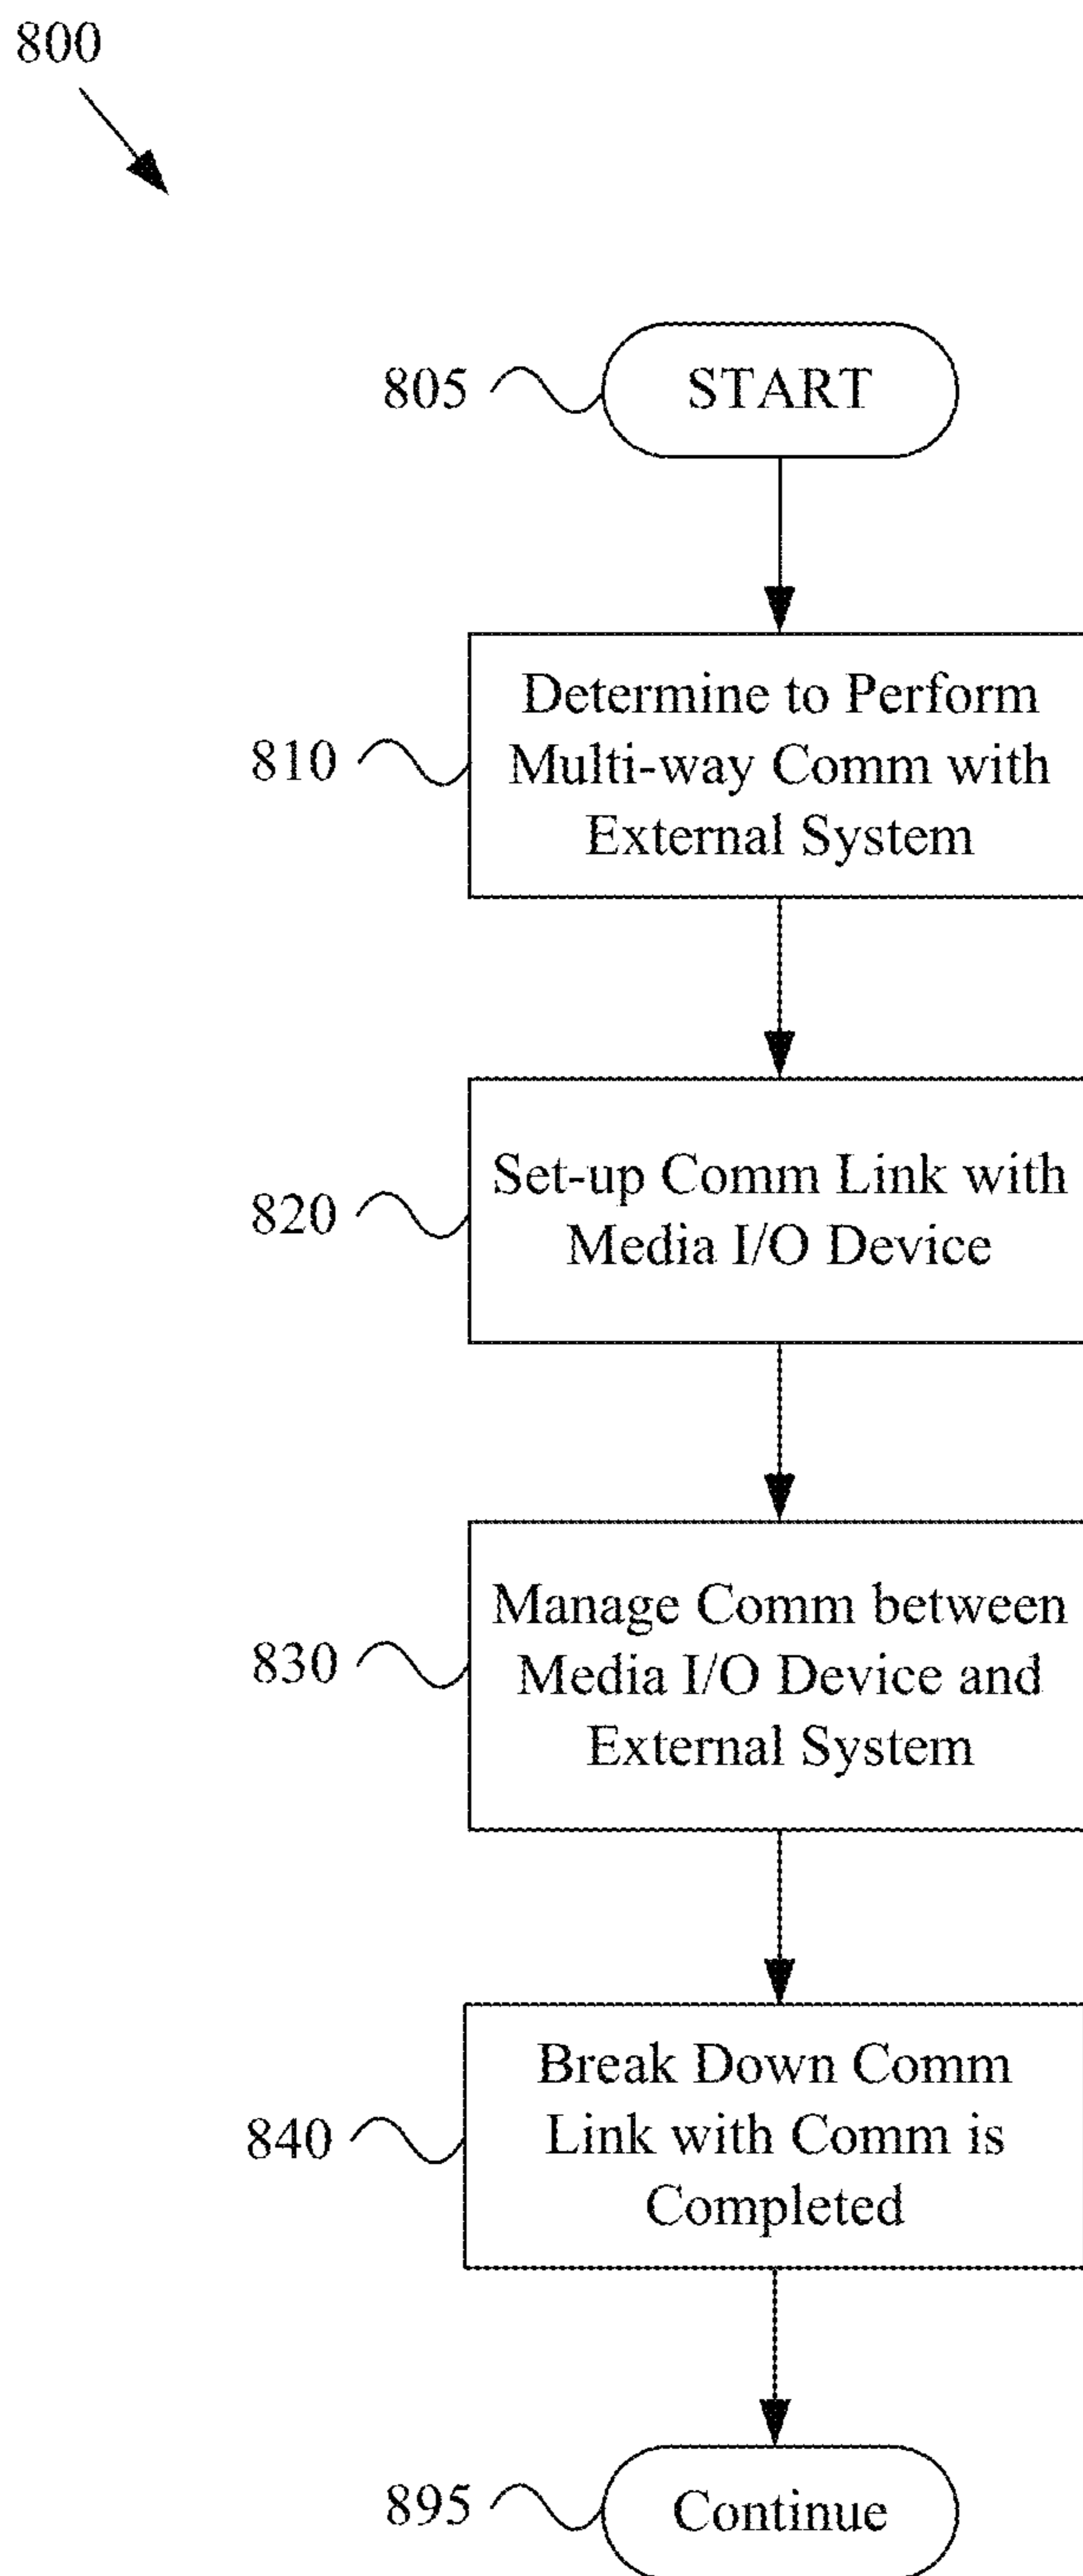 800
805
START
810
Determine to Perform
Multi-way Comm with
External System
820
Set-up Comm Link with
Media I/O Device
830
Manage Comm between
Media I/O Device and
External System
840
Break Down Comm
Link with Comm is
Completed
895
Continue